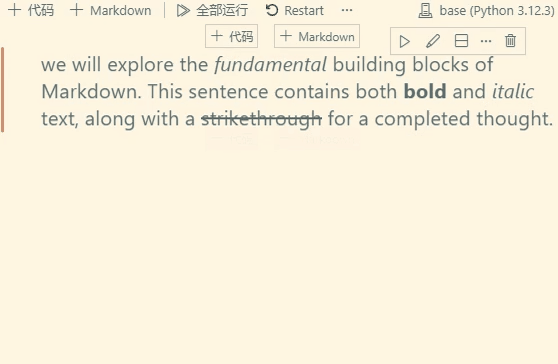 代码 Markdown 全部运行 Restart ... base (Python 3.12.3)
代码 Markdown ...
we will explore the fundamental building blocks of
Markdown. This sentence contains both bold and italic
text, along with a strikethrough for a completed thought.